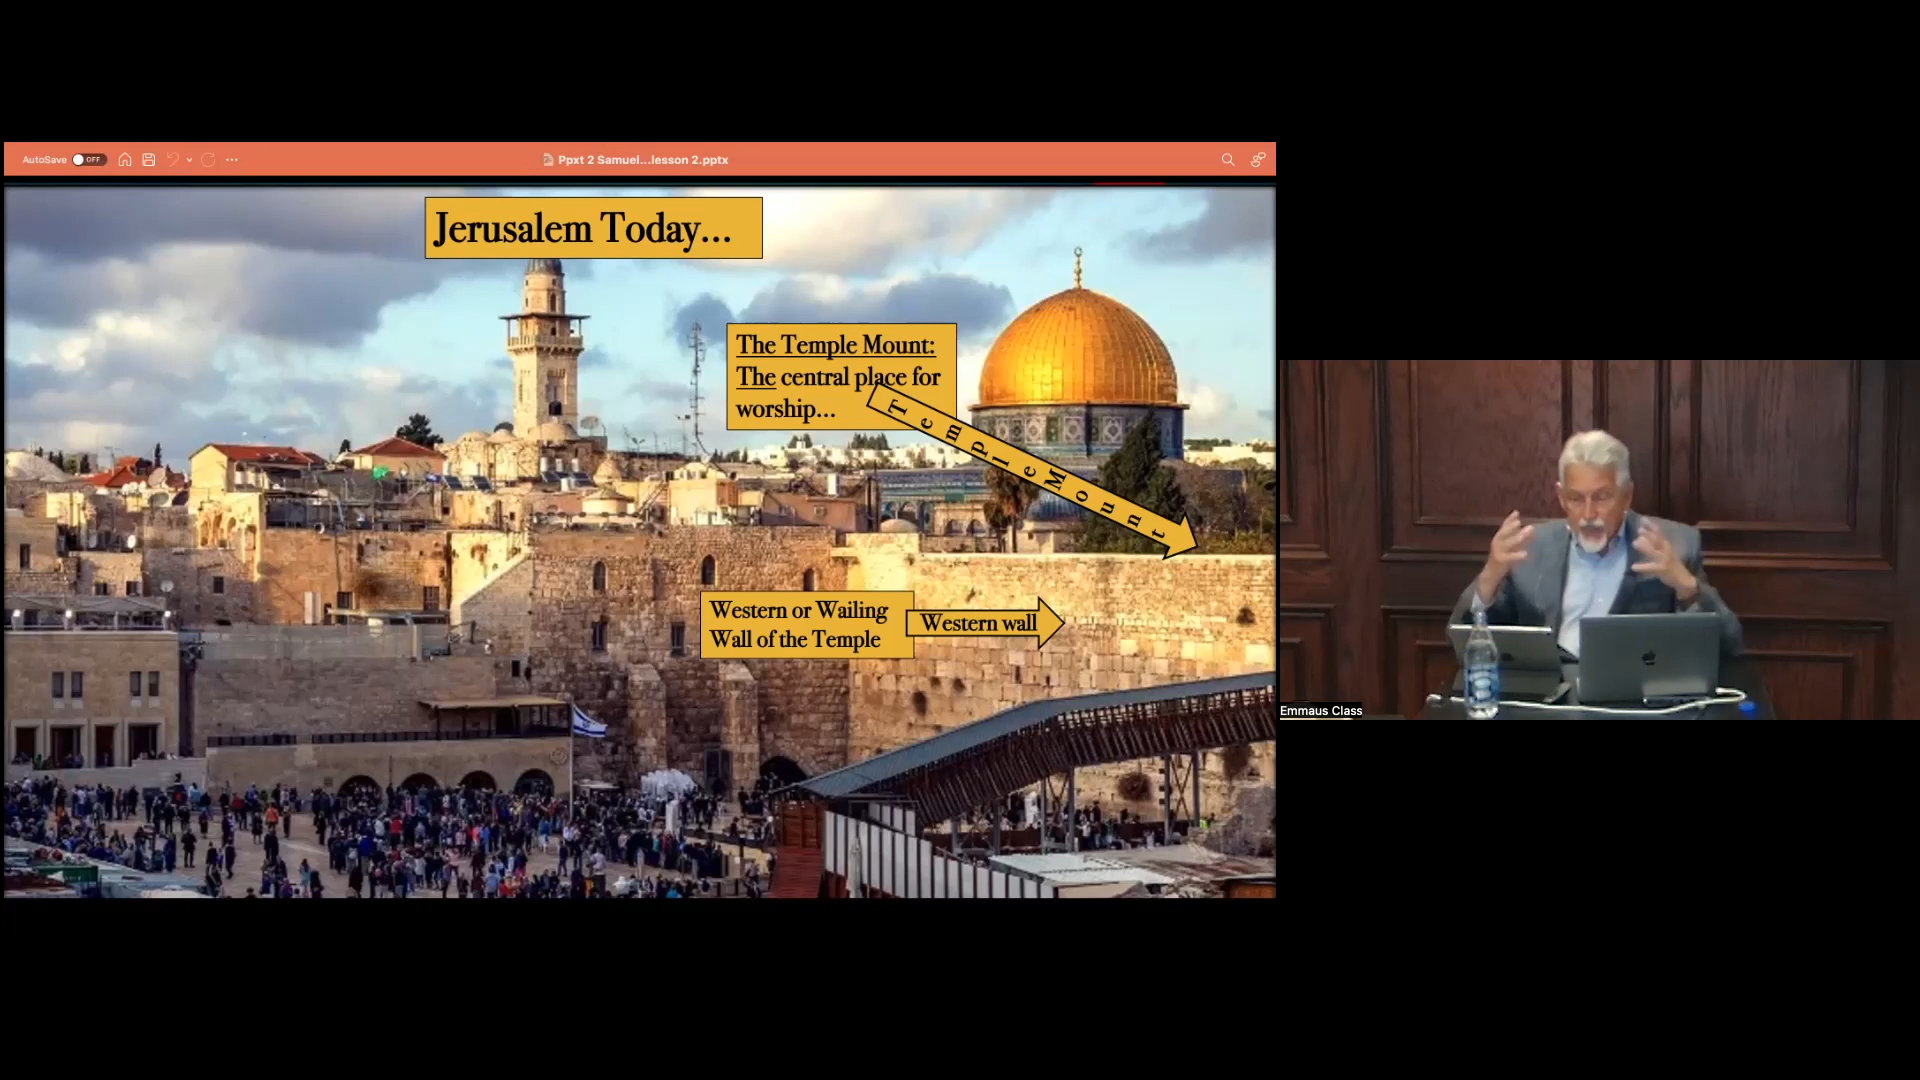 AutoSave OFF
Ppxt 2 Samuel...lesson 2.pptx
Jerusalem Today...
The Temple Mount:
The central place for
worship...
Temple Mount
Western or Wailing
Wall of the Temple
Western wall
Emmaus Class